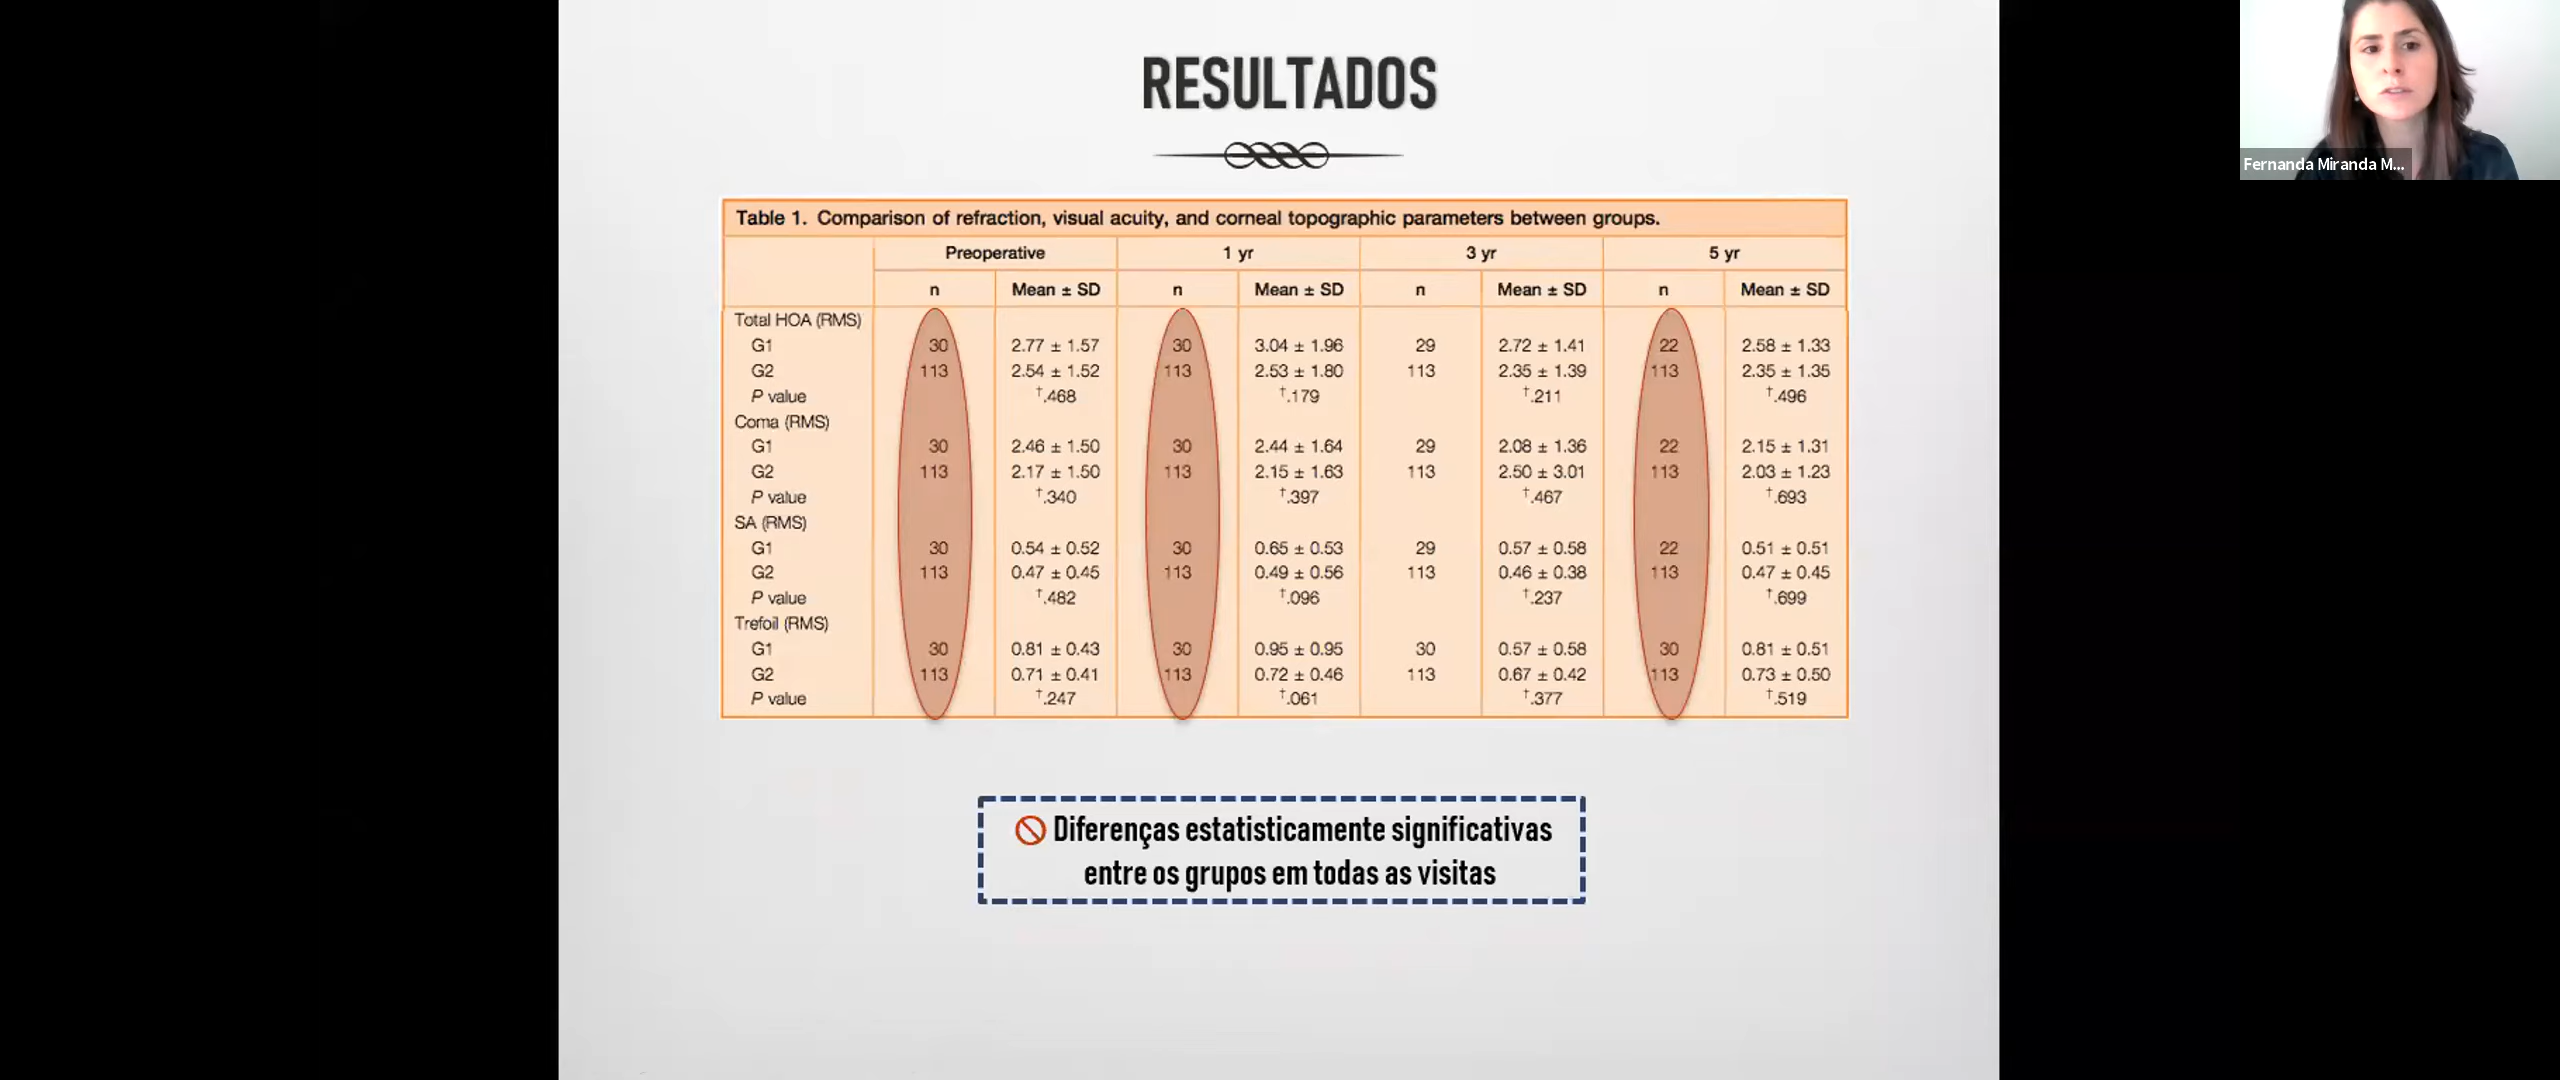 RESULTADOS
Fernanda Miranda M...
Table 1. Comparison of refraction, visual acuity, and corneal topographic parameters between groups.
Preoperative 1 yr 3 yr 5 yr
n Mean ± SD n Mean ± SD n Mean ± SD n Mean ± SD
Total HOA (RMS)
G1 30 2.77 ± 1.57 30 3.04 ± 1.96 29 2.72 ± 1.41 22 2.58 ± 1.33
G2 113 2.54 ± 1.52 113 2.53 ± 1.80 113 2.35 ± 1.39 113 2.35 ± 1.35
P value †.468 †.179 †.211 †.496
Coma (RMS)
G1 30 2.46 ± 1.50 30 2.44 ± 1.64 29 2.08 ± 1.36 22 2.15 ± 1.31
G2 113 2.17 ± 1.50 113 2.15 ± 1.63 113 2.50 ± 3.01 113 2.03 ± 1.23
P value †.340 †.397 †.467 †.693
SA (RMS)
G1 30 0.54 ± 0.52 30 0.65 ± 0.53 29 0.57 ± 0.58 22 0.51 ± 0.51
G2 113 0.47 ± 0.45 113 0.49 ± 0.56 113 0.46 ± 0.38 113 0.47 ± 0.45
P value †.482 †.096 †.237 †.699
Trefoil (RMS)
G1 30 0.81 ± 0.43 30 0.95 ± 0.95 30 0.57 ± 0.58 30 0.81 ± 0.51
G2 113 0.71 ± 0.41 113 0.72 ± 0.46 113 0.67 ± 0.42 113 0.73 ± 0.50
P value †.247 †.061 †.377 †.519
Diferenças estatisticamente significativas
entre os grupos em todas as visitas